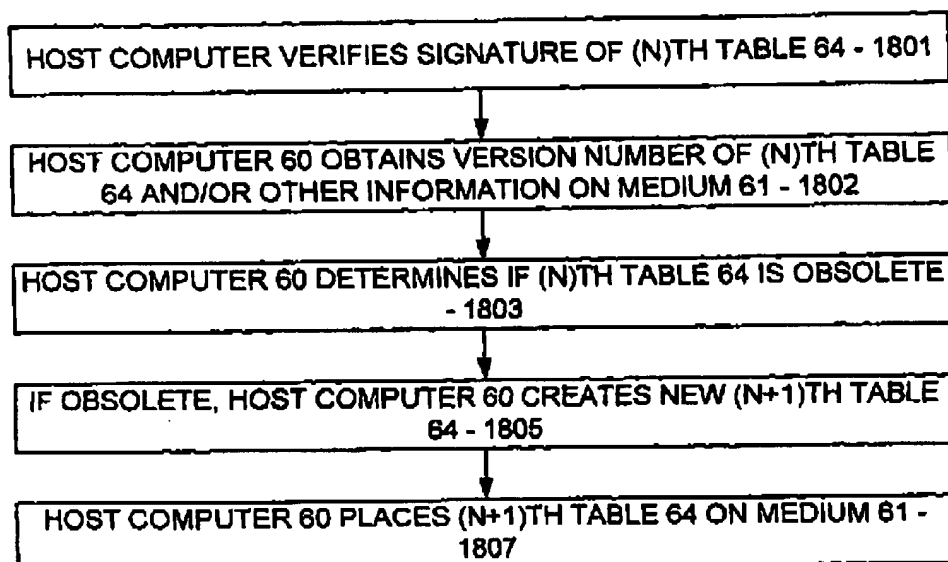 HOST COMPUTER VERIFIES SIGNATURE OF (N)TH TABLE 64 - 1801
HOST COMPUTER 60 OBTAINS VERSION NUMBER OF (N)TH TABLE
64 AND/OR OTHER INFORMATION ON MEDIUM 61 - 1802
HOST COMPUTER 60 DETERMINES IF (N)TH TABLE 64 IS OBSOLETE
- 1803
IF OBSOLETE, HOST COMPUTER 60 CREATES NEW (N+1)TH TABLE
64 - 1805
HOST COMPUTER 60 PLACES (N+1)TH TABLE 64 ON MEDIUM 61 -
1807